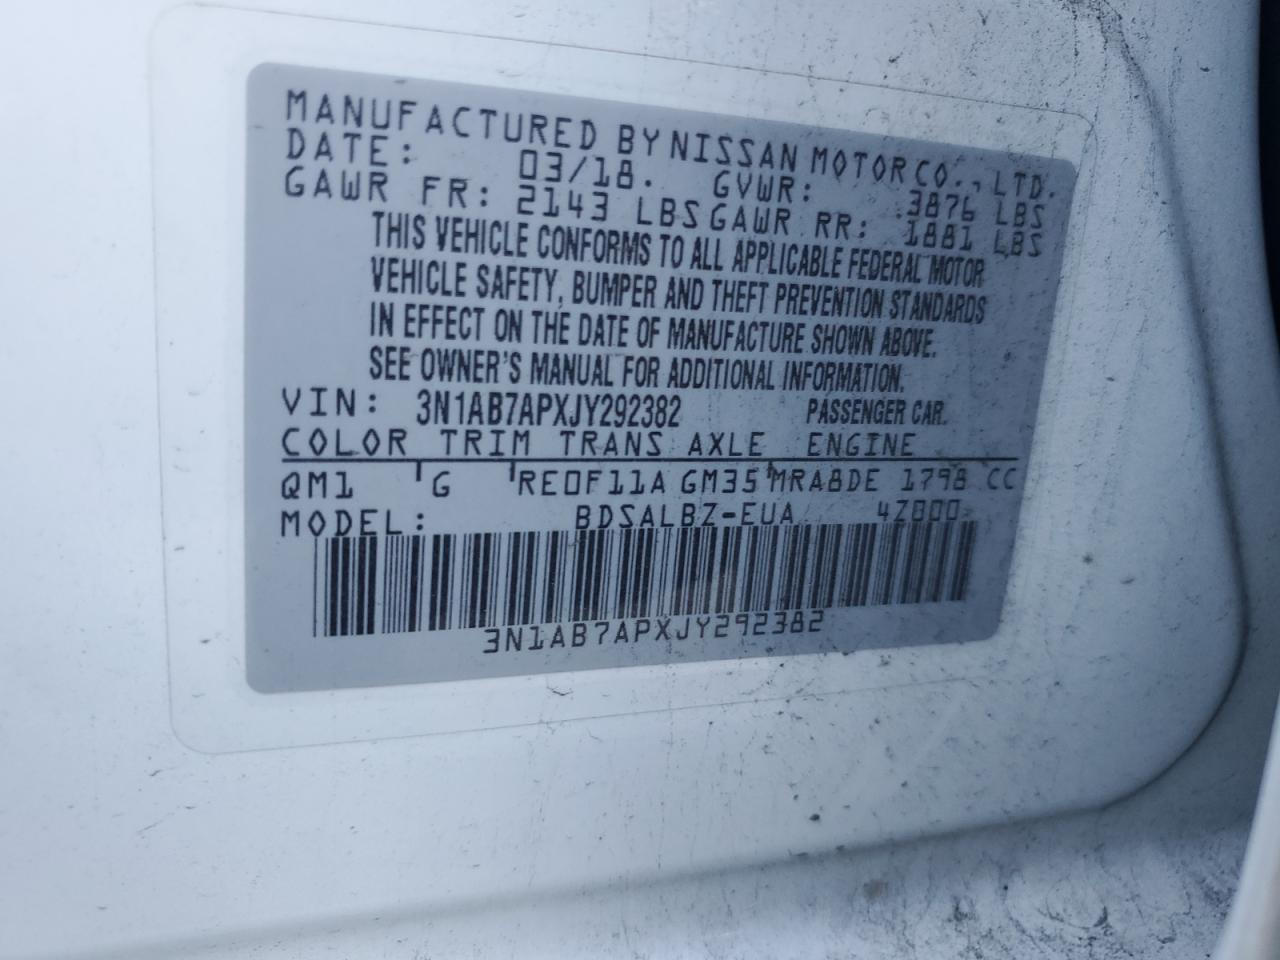 MANUFACTURED BY NISSAN MOTOR CO., LTD.
DATE: 03/18. GVWR: 3876 LBS
GAWR FR: 2143 LBS GAWR RR: 1881 LBS
THIS VEHICLE CONFORMS TO ALL APPLICABLE FEDERAL MOTOR
VEHICLE SAFETY, BUMPER AND THEFT PREVENTION STANDARDS
IN EFFECT ON THE DATE OF MANUFACTURE SHOWN ABOVE.
SEE OWNER'S MANUAL FOR ADDITIONAL INFORMATION.
VIN: 3N1AB7APXJY292382 PASSENGER CAR.
COLOR TRIM TRANS AXLE ENGINE
QM1 G RE0F11A GM35 MRA8DE 1798 CC
MODEL: BDSALBZ-EUA 4Z800
3N1AB7APXJY292382